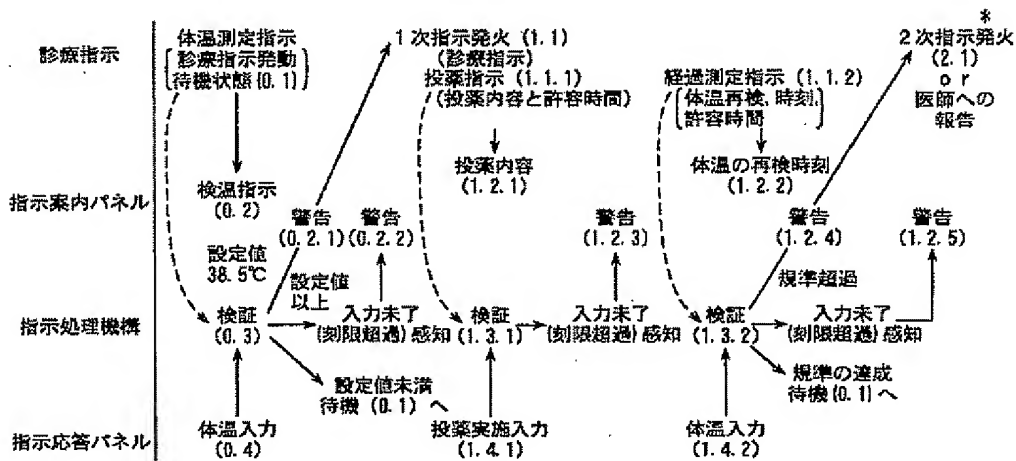 診療指示
体温測定指示
診療指示発動
待機状態(0.1)
1次指示発火 (1.1)
(診療指示)
投薬指示 (1.1.1)
(投薬内容と許容時間)
経過測定指示 (1.1.2)
体温再検, 時刻,
許容時間
*
2次指示発火
(2.1)
or
医師への
報告
投薬内容
(1.2.1)
体温の再検時刻
(1.2.2)
指示案内パネル
検温指示
(0.2)
警告
(0.2.1)
警告
(0.2.2)
警告
(1.2.3)
警告
(1.2.4)
警告
(1.2.5)
設定値
38.5℃
設定値
以上
規準超過
指示処理機構
検証
(0.3)
入力未了
(刻限超過)感知
検証
(1.3.1)
入力未了
(刻限超過)感知
検証
(1.3.2)
入力未了
(刻限超過)感知
設定値未満
待機 (0.1) へ
規準の達成
待機(0.1)へ
指示応答パネル
体温入力
(0.4)
投薬実施入力
(1.4.1)
体温入力
(1.4.2)